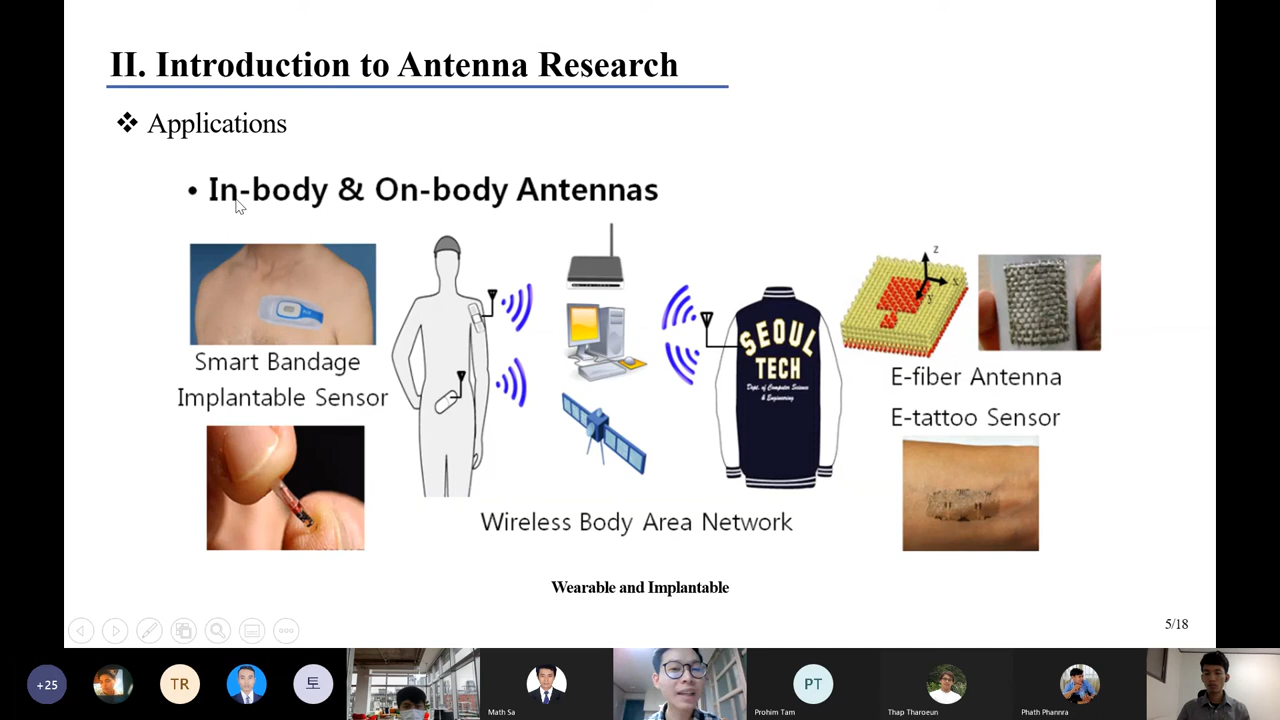 II. Introduction to Antenna Research
❖ Applications
• In-body & On-body Antennas
Smart Bandage
Implantable Sensor
SEOUL
TECH
Dept. of Computer Science
& Engineering
z
x
y
E-fiber Antenna
E-tattoo Sensor
Wireless Body Area Network
Wearable and Implantable
5/18
+25
TR
토
Math Sa
PT
Prohim Tam
Thap Tharoeun
Phath Phannra